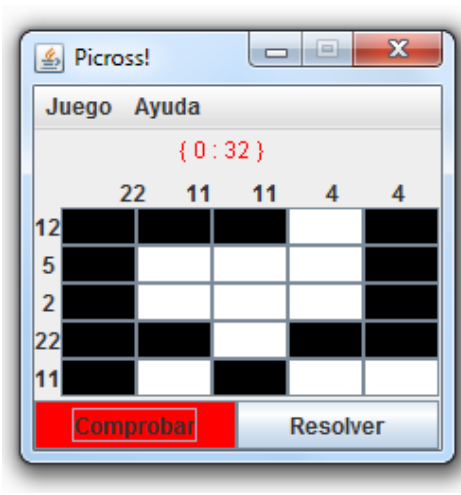 Picross!
Juego Ayuda
{ 0 : 32 }
22 11 11 4 4
12
5
2
22
11
Comprobar Resolver